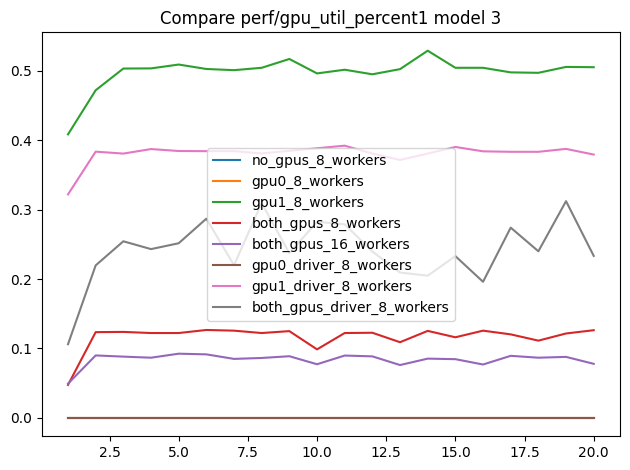 Compare perf/gpu_util_percent1 model 3
0.5
0.4
0.3
0.2
0.1
0.0
no_gpus_8_workers
gpu0_8_workers
gpu1_8_workers
both_gpus_8_workers
both_gpus_16_workers
gpu0_driver_8_workers
gpu1_driver_8_workers
both_gpus_driver_8_workers
2.5 5.0 7.5 10.0 12.5 15.0 17.5 20.0